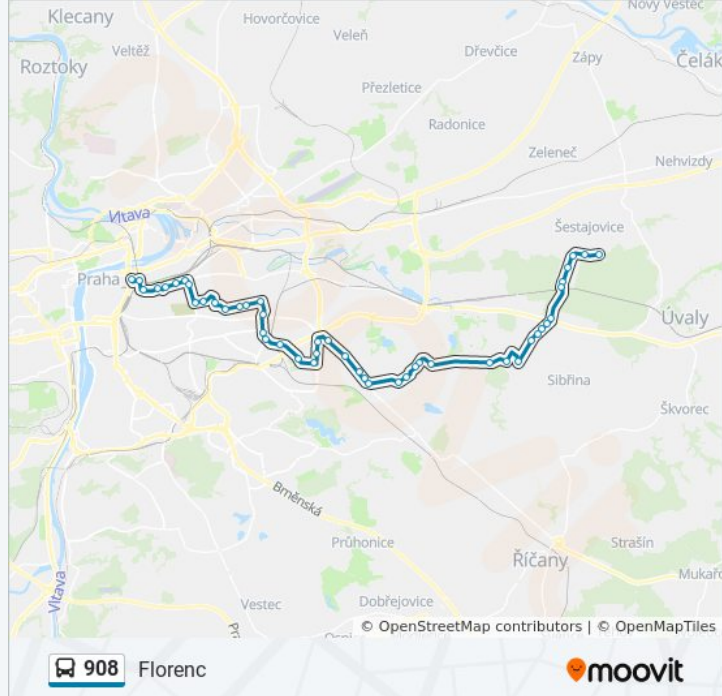 Klecany
Hovorčovice
Nový Vestec
Veltěž
Veleň
Dřevčice
Zápy
Čelák
Roztoky
Přezletice
Radonice
Zeleneč
Nehvizdy
Vltava
Šestajovice
Praha
Úvaly
Sibřina
Škvorec
Brněnská
Průhonice
Strašín
Říčany
Mukařo
Vltava
Vestec
Dobřejovice
© OpenStreetMap contributors | © OpenMapTiles
908 Florenc
moovit